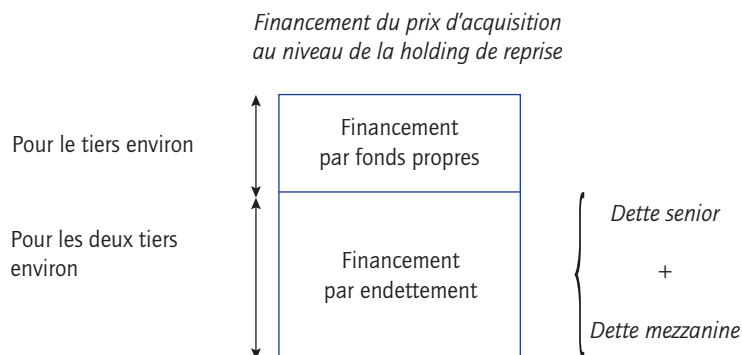 Financement du prix d'acquisition
au niveau de la holding de reprise
Pour le tiers environ
Financement
par fonds propres
Pour les deux tiers
environ
Financement
par endettement
Dette senior
+
Dette mezzanine